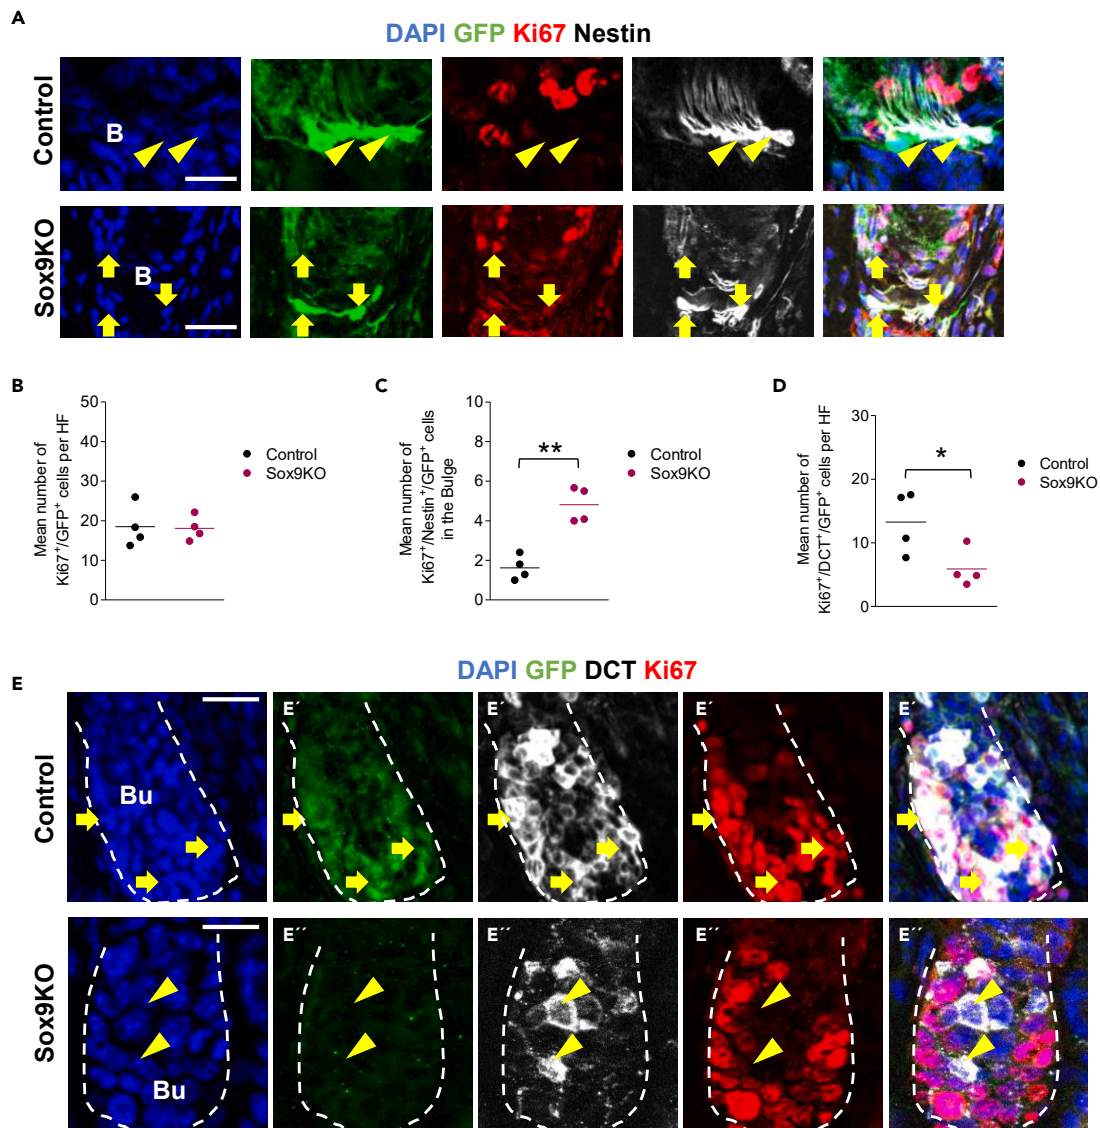 A
DAPI GFP Ki67 Nestin
Control
B
Sox9KO
B
B
Mean number of
Ki67⁺/GFP⁺ cells per HF
50
40
30
20
10
0
Control
Sox9KO
C
Mean number of
Ki67⁺/Nestin⁺/GFP⁺ cells
in the Bulge
10
8
6
4
2
0
**
Control
Sox9KO
D
Mean number of
Ki67⁺/DCT⁺/GFP⁺ cells per HF
30
20
10
0
*
Control
Sox9KO
E
DAPI GFP DCT Ki67
Control
Bu
E´
E´
E´
E´
Sox9KO
Bu
E´´
E´´
E´´
E´´